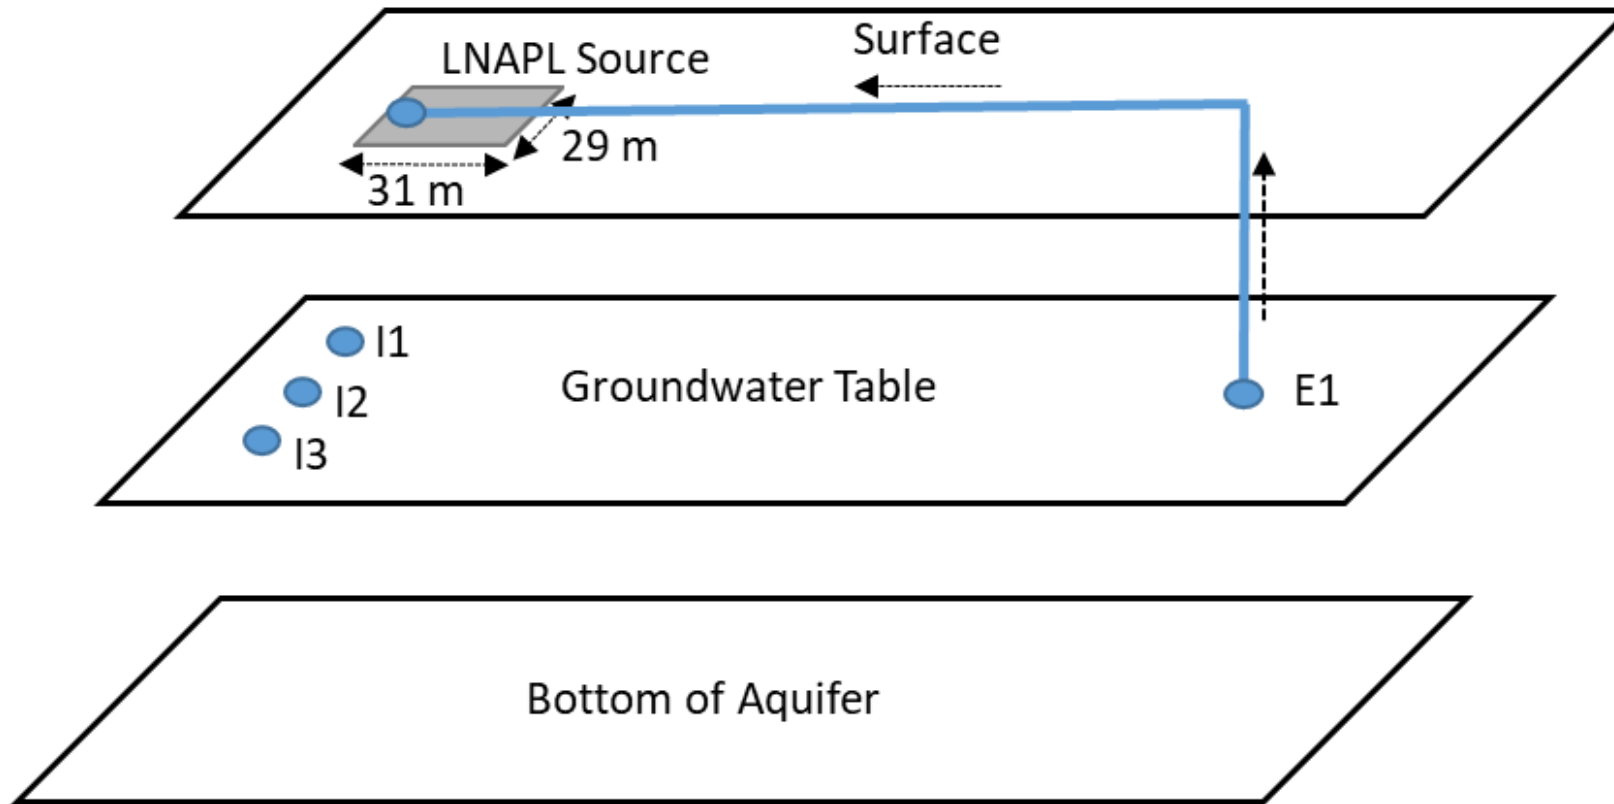 Surface
LNAPL Source
29 m
31 m
I1
I2
I3
Groundwater Table
E1
Bottom of Aquifer